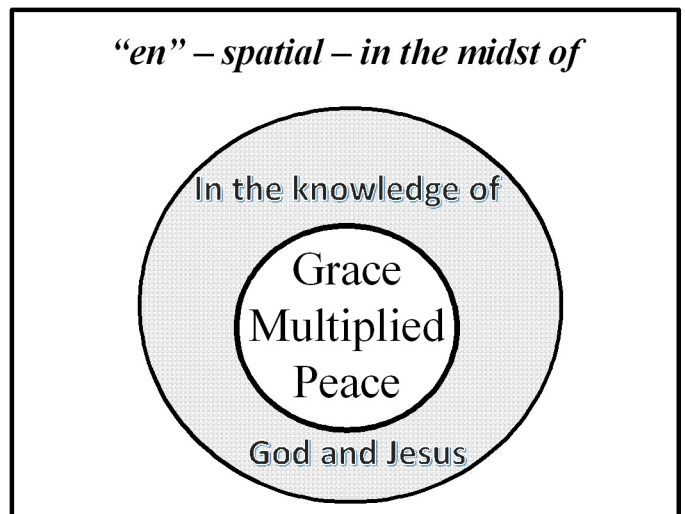 “en” – spatial – in the midst of
In the knowledge of
Grace
Multiplied
Peace
God and Jesus